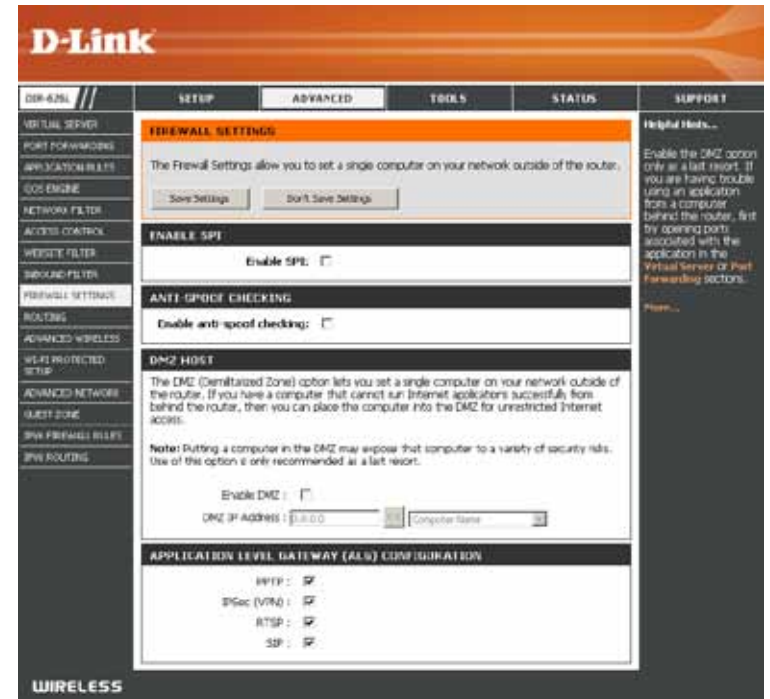 D-Link
DIR-626L
SETUP
ADVANCED
TOOLS
STATUS
SUPPORT
VIRTUAL SERVER
PORT FORWARDING
APPLICATION RULES
QOS ENGINE
NETWORK FILTER
ACCESS CONTROL
WEBSITE FILTER
INBOUND FILTER
FIREWALL SETTINGS
ROUTING
ADVANCED WIRELESS
WI-FI PROTECTED
SETUP
ADVANCED NETWORK
GUEST ZONE
IPV6 FIREWALL RULES
IPV6 ROUTING
FIREWALL SETTINGS
The Firewall Settings allow you to set a single computer on your network outside of the router.
Save Settings
Don't Save Settings
ENABLE SPI
Enable SPI:
ANTI-SPOOF CHECKING
Enable anti-spoof checking:
DMZ HOST
The DMZ (Demilitarized Zone) option lets you set a single computer on your network outside of
the router. If you have a computer that cannot run Internet applications successfully from
behind the router, then you can place the computer into the DMZ for unrestricted Internet
access.
Note: Putting a computer in the DMZ may expose that computer to a variety of security risks.
Use of this option is only recommended as a last resort.
Enable DMZ :
DMZ IP Address : 0.0.0.0
<<
Computer Name
APPLICATION LEVEL GATEWAY (ALG) CONFIGURATION
PPTP :
IPSec (VPN) :
RTSP :
SIP :
Helpful Hints...
Enable the DMZ option
only as a last resort. If
you are having trouble
using an application
from a computer
behind the router, first
try opening ports
associated with the
application in the
Virtual Server or Port
Forwarding sections.
More...
WIRELESS